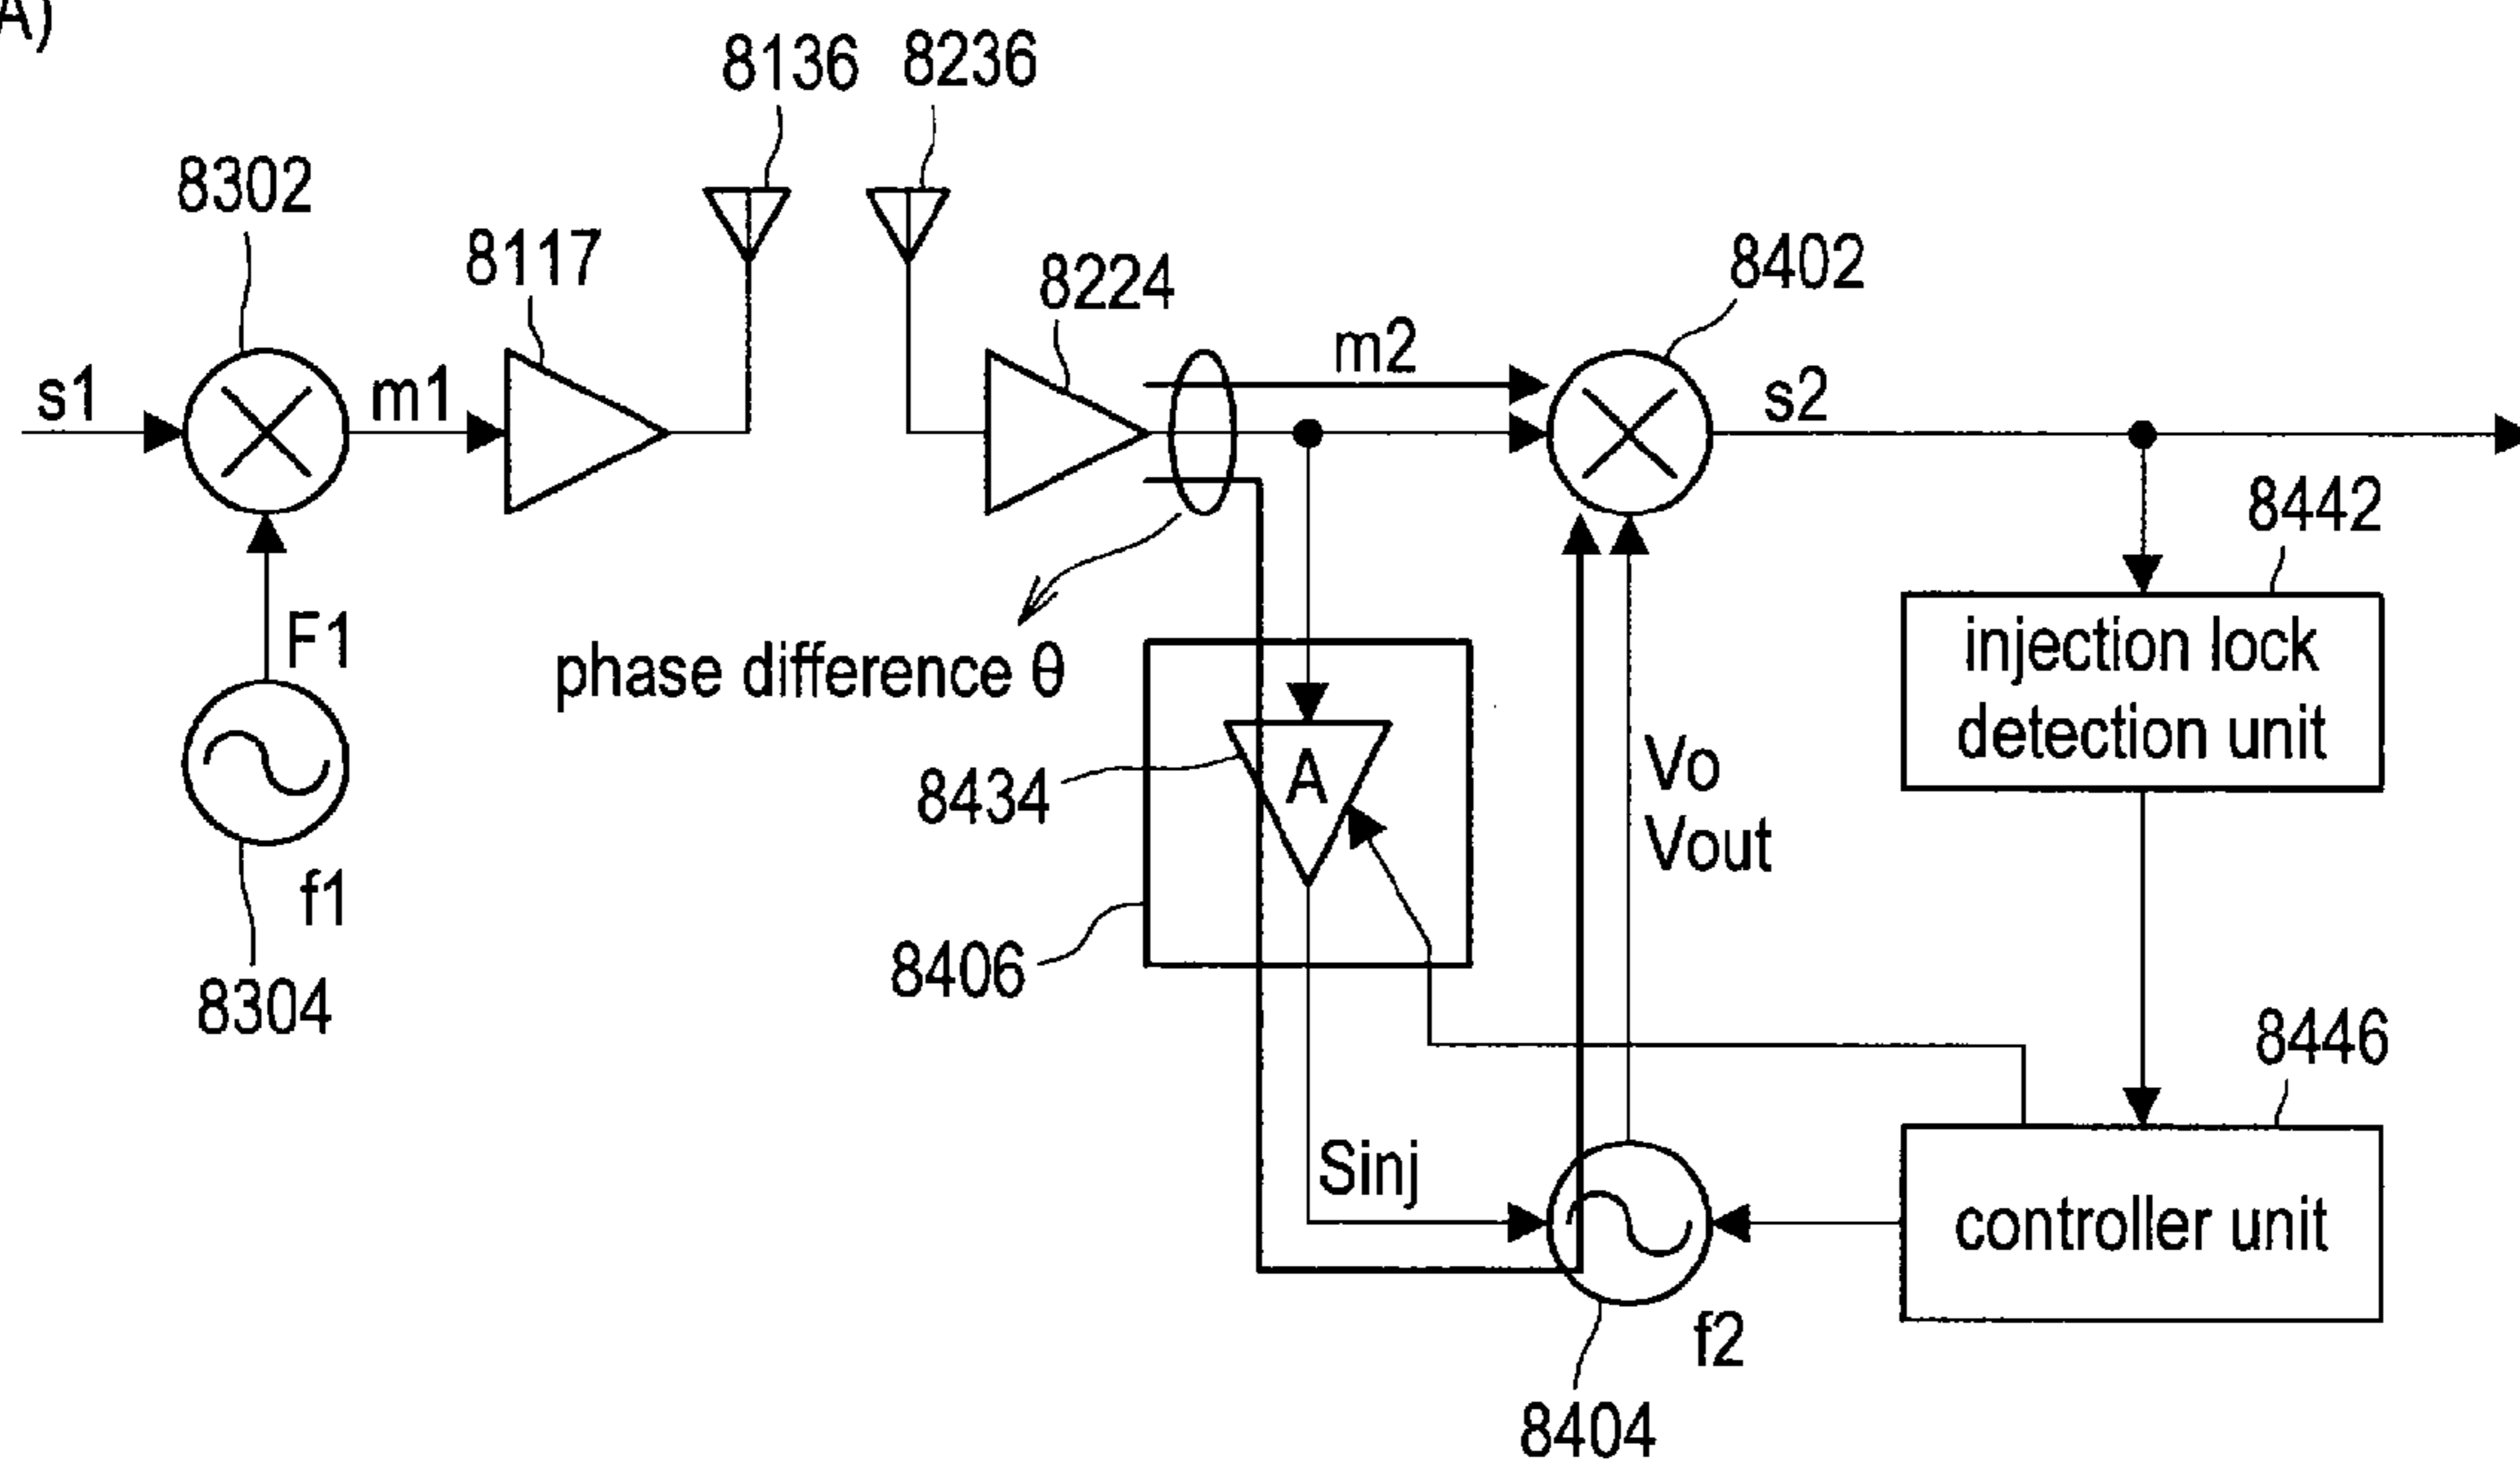 A)
8136
8236
8302
8117
8224
8402
s1
m1
m2
s2
8442
F1
phase difference θ
injection lock
detection unit
8434
A
Vo
Vout
f1
8406
8304
8446
Sinj
controller unit
f2
8404